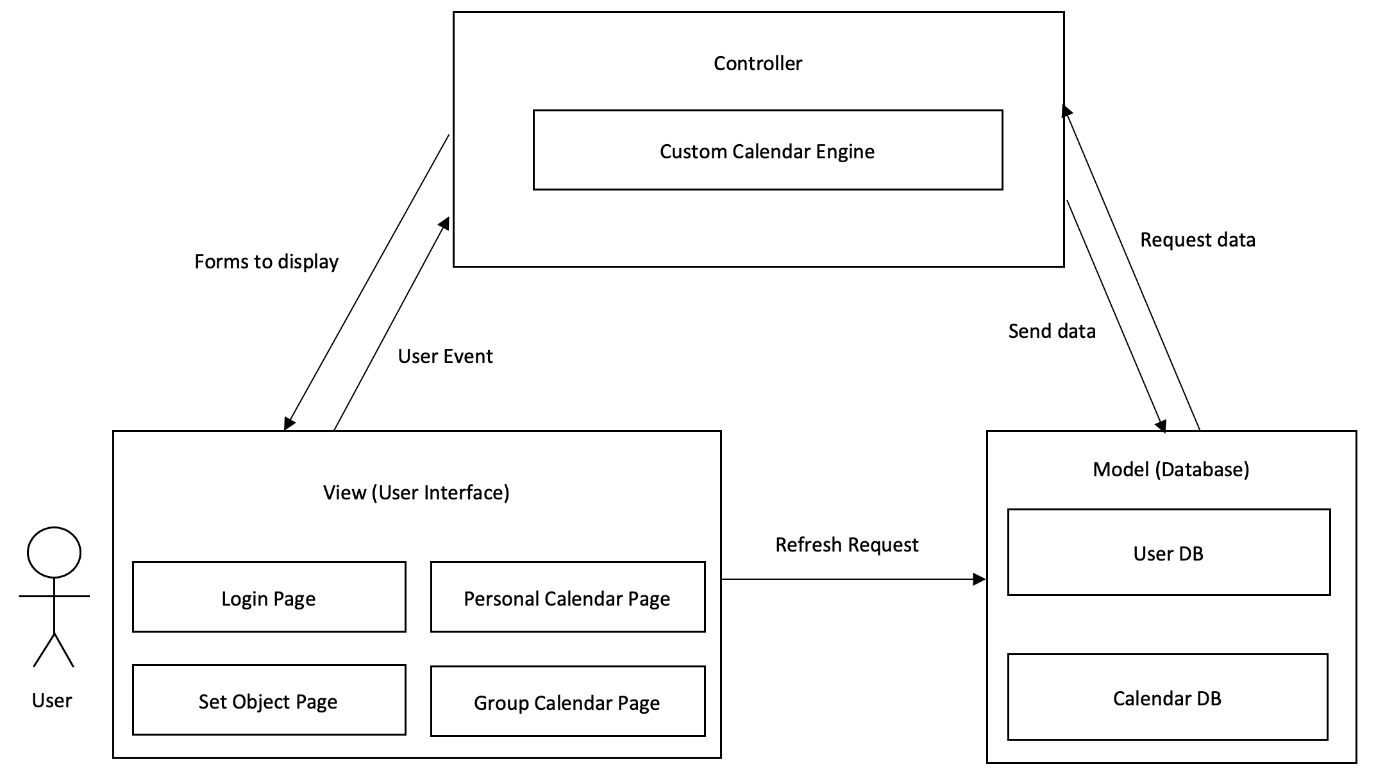 Controller
Custom Calendar Engine
Forms to display
Request data
Send data
User Event
View (User Interface)
Model (Database)
Refresh Request
User DB
Login Page
Personal Calendar Page
Set Object Page
Group Calendar Page
Calendar DB
User